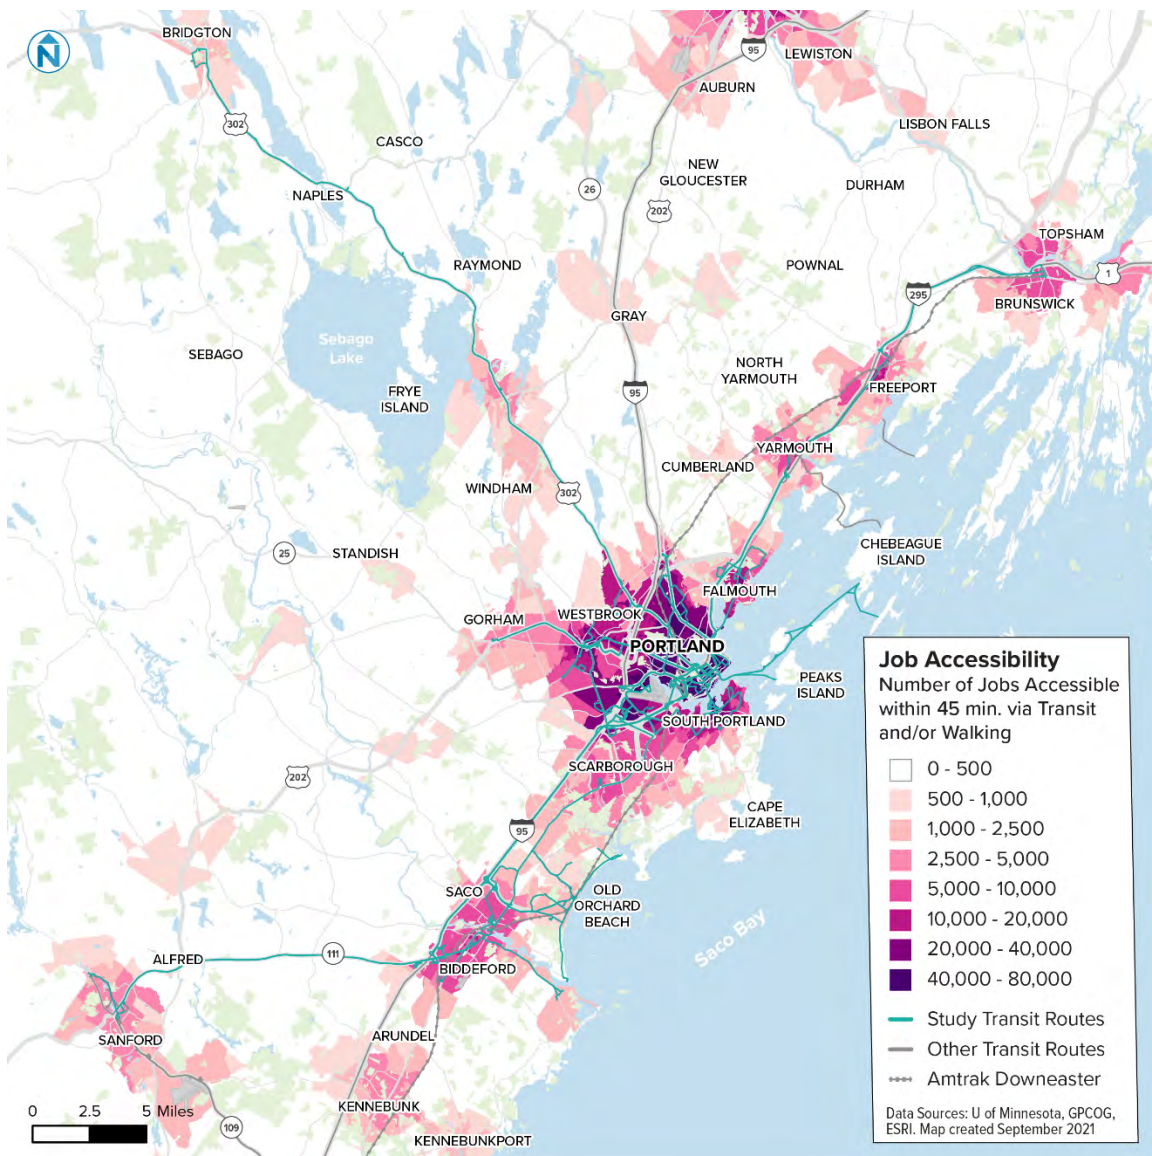 N
BRIDGTON
95
LEWISTON
AUBURN
302
LISBON FALLS
CASCO
NEW
GLOUCESTER
26
DURHAM
NAPLES
202
TOPSHAM
RAYMOND
POWNAL
1
295
BRUNSWICK
GRAY
Sebago
Lake
SEBAGO
NORTH
YARMOUTH
FRYE
ISLAND
95
FREEPORT
YARMOUTH
CUMBERLAND
WINDHAM
302
25
STANDISH
CHEBEAGUE
ISLAND
FALMOUTH
GORHAM
WESTBROOK
PORTLAND
PEAKS
ISLAND
SOUTH PORTLAND
SCARBOROUGH
202
CAPE
ELIZABETH
95
SACO
OLD
ORCHARD
BEACH
Saco Bay
ALFRED
111
BIDDEFORD
SANFORD
ARUNDEL
KENNEBUNK
109
KENNEBUNKPORT
0 2.5 5 Miles
Job Accessibility
Number of Jobs Accessible
within 45 min. via Transit
and/or Walking
0 - 500
500 - 1,000
1,000 - 2,500
2,500 - 5,000
5,000 - 10,000
10,000 - 20,000
20,000 - 40,000
40,000 - 80,000
Study Transit Routes
Other Transit Routes
Amtrak Downeaster
Data Sources: U of Minnesota, GPCOG,
ESRI. Map created September 2021